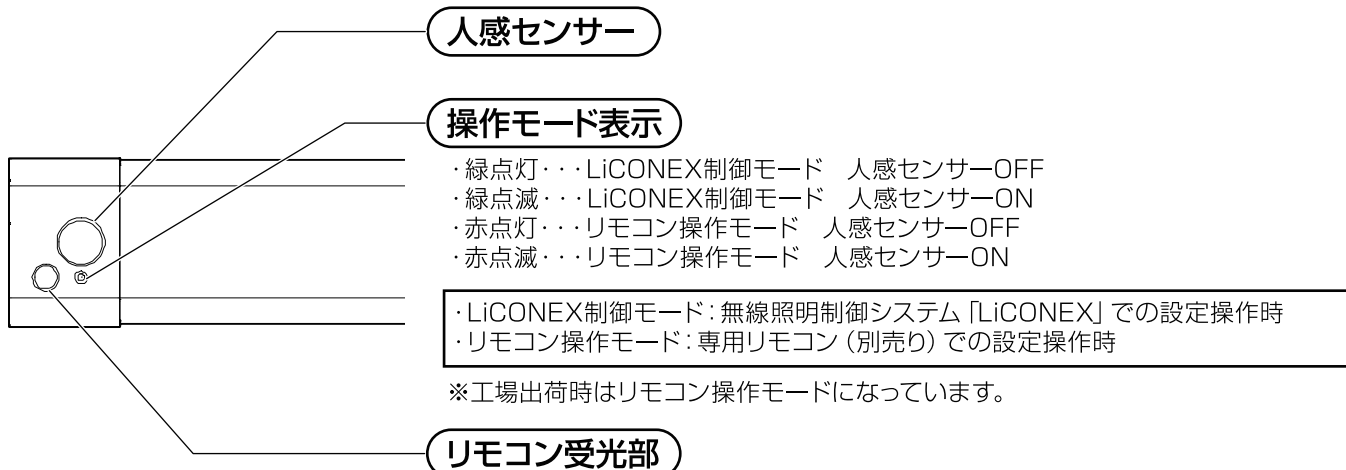 人感センサー
操作モード表示
・緑点灯・・・LiCONEX制御モード　人感センサーOFF
・緑点滅・・・LiCONEX制御モード　人感センサーON
・赤点灯・・・リモコン操作モード　人感センサーOFF
・赤点滅・・・リモコン操作モード　人感センサーON
・LiCONEX制御モード：無線照明制御システム「LiCONEX」での設定操作時
・リモコン操作モード：専用リモコン（別売り）での設定操作時
※工場出荷時はリモコン操作モードになっています。
リモコン受光部